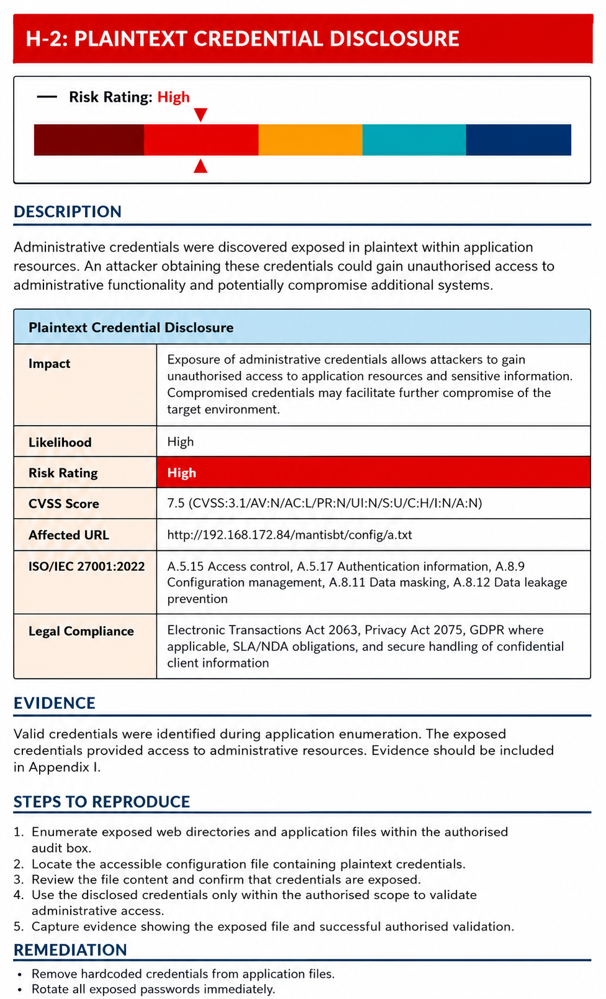 H-2: PLAINTEXT CREDENTIAL DISCLOSURE
Risk Rating: High
DESCRIPTION
Administrative credentials were discovered exposed in plaintext within application
resources. An attacker obtaining these credentials could gain unauthorised access to
administrative functionality and potentially compromise additional systems.
Plaintext Credential Disclosure
Impact
Exposure of administrative credentials allows attackers to gain
unauthorised access to application resources and sensitive information.
Compromised credentials may facilitate further compromise of the
target environment.
Likelihood
High
Risk Rating
High
CVSS Score
7.5 (CVSS:3.1/AV:N/AC:L/PR:N/UI:N/S:U/C:H/I:N/A:N)
Affected URL
http://192.168.172.84/mantisbt/config/a.txt
ISO/IEC 27001:2022
A.5.15 Access control, A.5.17 Authentication information, A.8.9
Configuration management, A.8.11 Data masking, A.8.12 Data leakage
prevention
Legal Compliance
Electronic Transactions Act 2063, Privacy Act 2075, GDPR where
applicable, SLA/NDA obligations, and secure handling of confidential
client information
EVIDENCE
Valid credentials were identified during application enumeration. The exposed
credentials provided access to administrative resources. Evidence should be included
in Appendix I.
STEPS TO REPRODUCE
1. Enumerate exposed web directories and application files within the authorised
audit box.
2. Locate the accessible configuration file containing plaintext credentials.
3. Review the file content and confirm that credentials are exposed.
4. Use the disclosed credentials only within the authorised scope to validate
administrative access.
5. Capture evidence showing the exposed file and successful authorised validation.
REMEDIATION
• Remove hardcoded credentials from application files.
• Rotate all exposed passwords immediately.